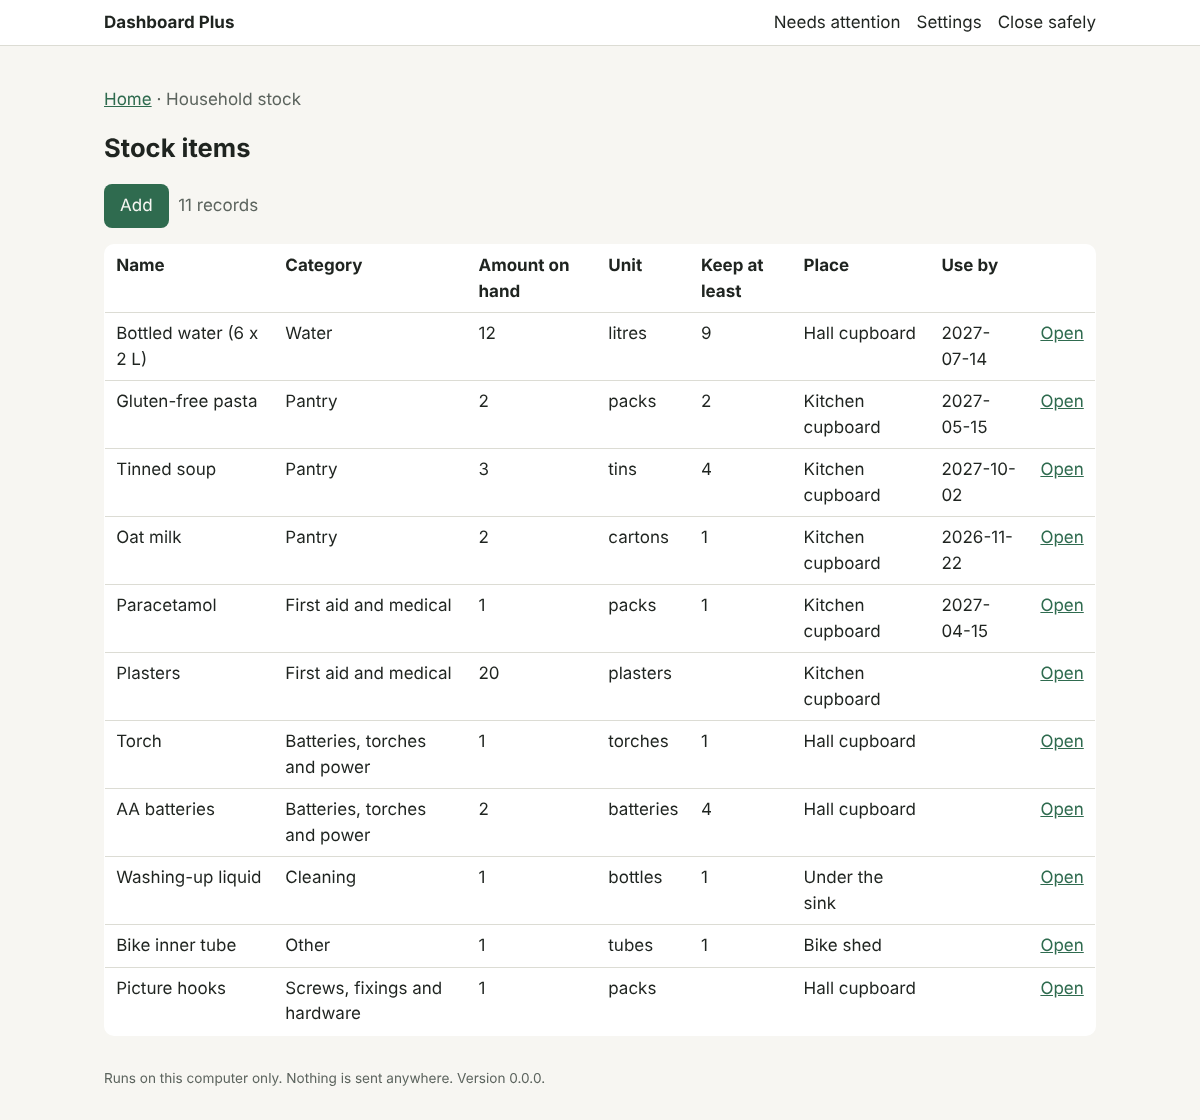 Dashboard Plus
Needs attention Settings Close safely
Home · Household stock
Stock items
Add 11 records
Name Category Amount on hand Unit Keep at least Place Use by
Bottled water (6 x 2 L) Water 12 litres 9 Hall cupboard 2027-07-14 Open
Gluten-free pasta Pantry 2 packs 2 Kitchen cupboard 2027-05-15 Open
Tinned soup Pantry 3 tins 4 Kitchen cupboard 2027-10-02 Open
Oat milk Pantry 2 cartons 1 Kitchen cupboard 2026-11-22 Open
Paracetamol First aid and medical 1 packs 1 Kitchen cupboard 2027-04-15 Open
Plasters First aid and medical 20 plasters Kitchen cupboard Open
Torch Batteries, torches and power 1 torches 1 Hall cupboard Open
AA batteries Batteries, torches and power 2 batteries 4 Hall cupboard Open
Washing-up liquid Cleaning 1 bottles 1 Under the sink Open
Bike inner tube Other 1 tubes 1 Bike shed Open
Picture hooks Screws, fixings and hardware 1 packs Hall cupboard Open
Runs on this computer only. Nothing is sent anywhere. Version 0.0.0.